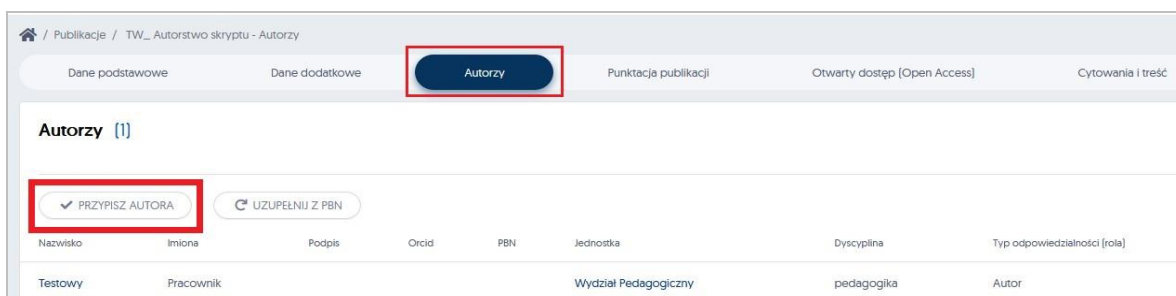 / Publikacje / TW_ Autorstwo skryptu - Autorzy
Dane podstawowe Dane dodatkowe Autorzy Punktacja publikacji Otwarty dostęp (Open Access) Cytowania i treść
Autorzy (1)
PRZYPISZ AUTORA UZUPEŁNIJ Z PBN
Nazwisko Imiona Podpis Orcid PBN Jednostka Dyscyplina Typ odpowiedzialności (rola)
Testowy Pracownik Wydział Pedagogiczny pedagogika Autor